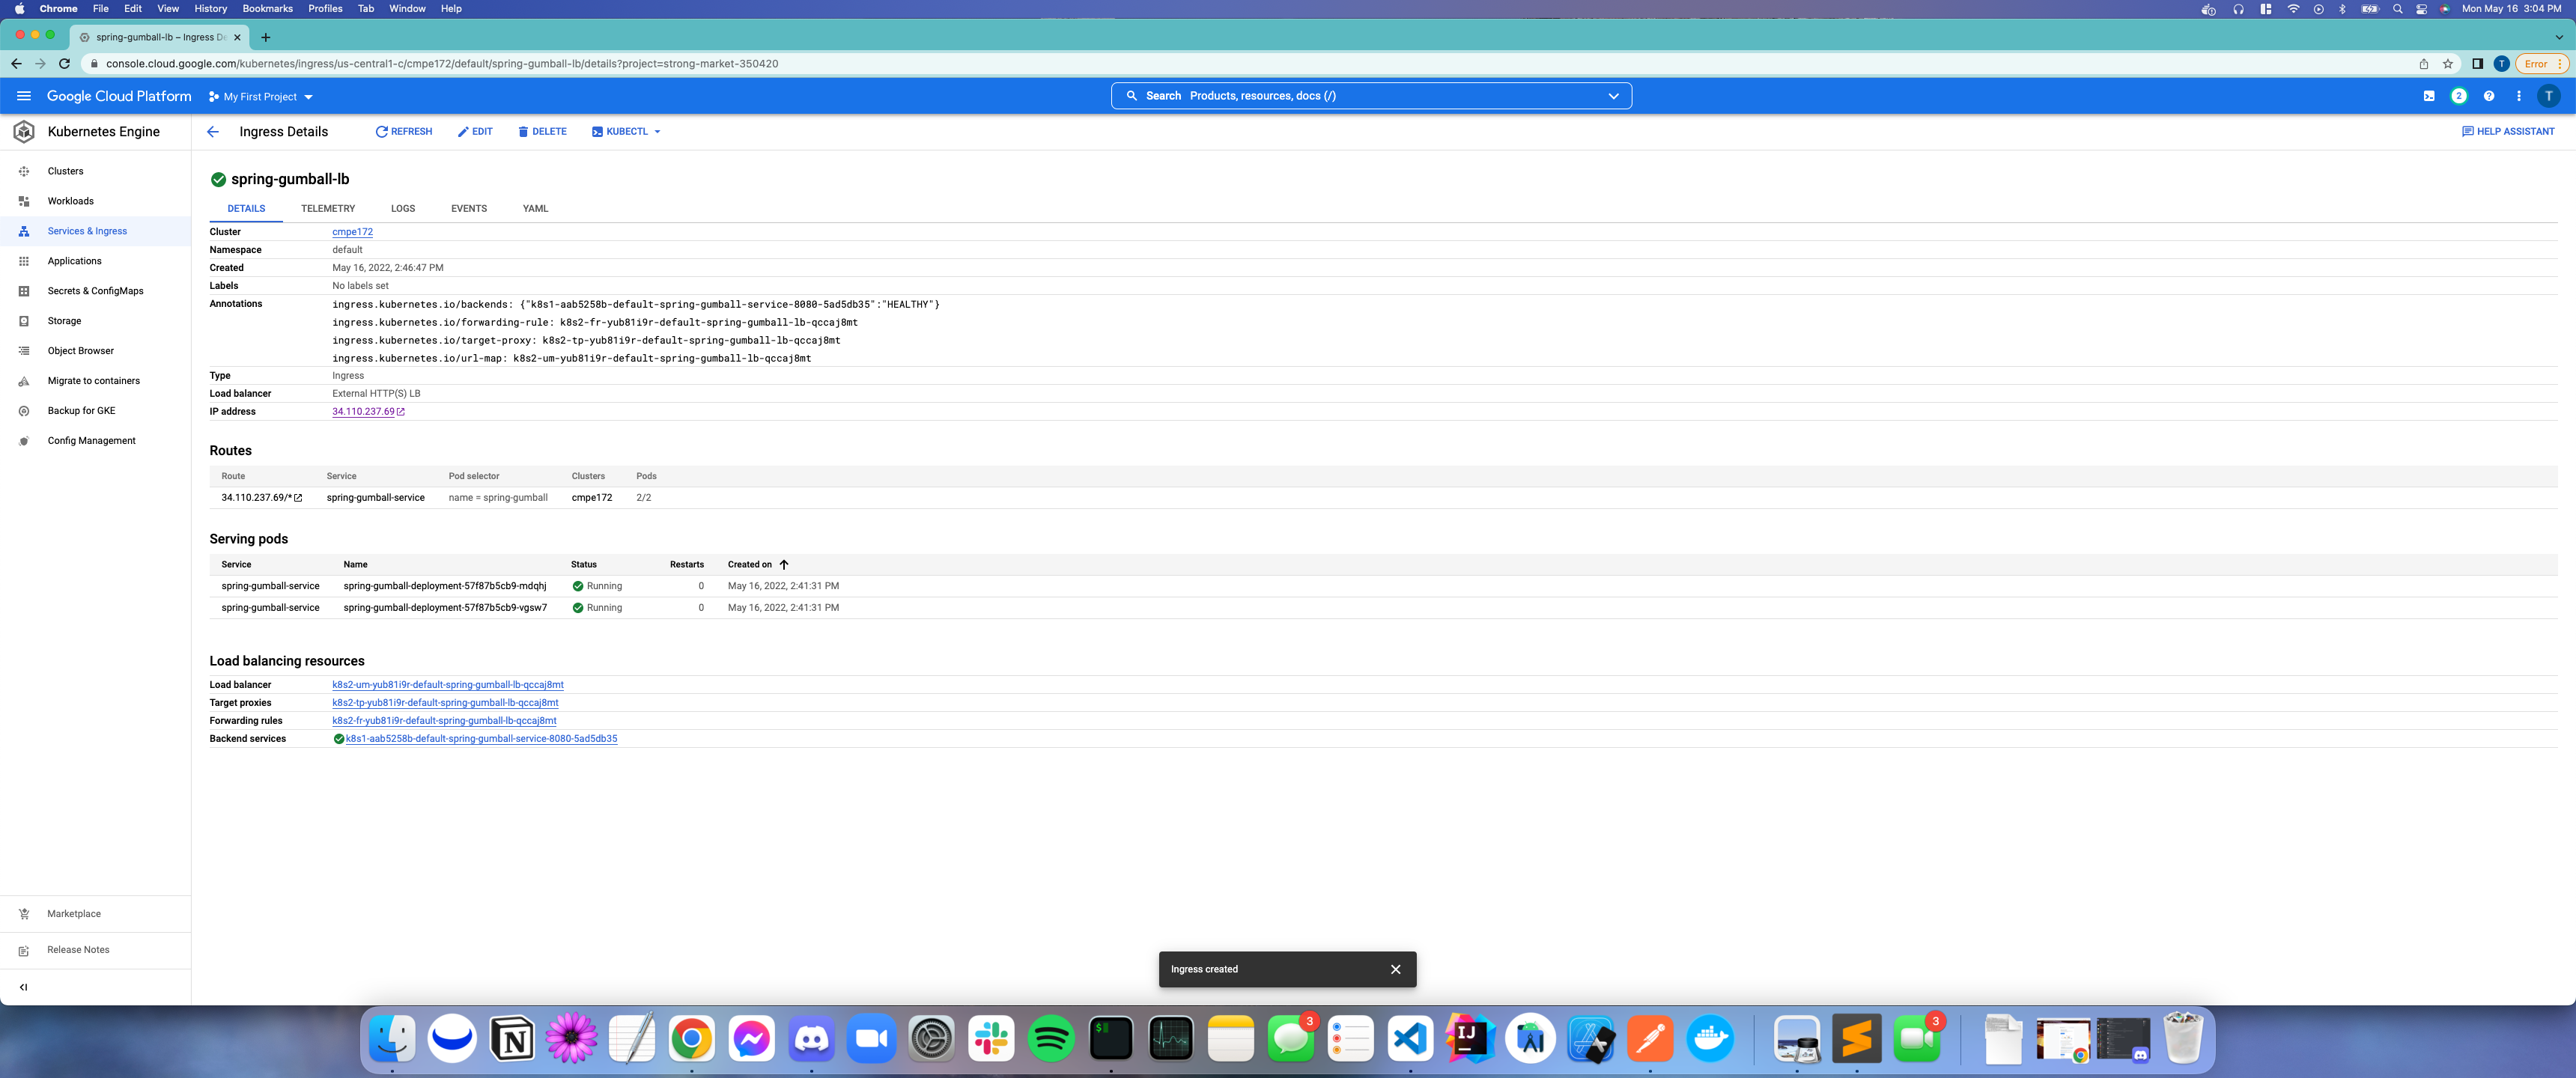 Chrome File Edit View History Bookmarks Profiles Tab Window Help
Mon May 16 3:04 PM
spring-gumball-lb – Ingress De
console.cloud.google.com/kubernetes/ingress/us-central1-c/cmpe172/default/spring-gumball-lb/details?project=strong-market-350420
T Error
Google Cloud Platform My First Project
Search Products, resources, docs (/)
2 T
Kubernetes Engine
Ingress Details REFRESH EDIT DELETE KUBECTL
HELP ASSISTANT
Clusters
Workloads
Services & Ingress
Applications
Secrets & ConfigMaps
Storage
Object Browser
Migrate to containers
Backup for GKE
Config Management
Marketplace
Release Notes
spring-gumball-lb
DETAILS TELEMETRY LOGS EVENTS YAML
Cluster cmpe172
Namespace default
Created May 16, 2022, 2:46:47 PM
Labels No labels set
Annotations ingress.kubernetes.io/backends: {"k8s1-aab5258b-default-spring-gumball-service-8080-5ad5db35":"HEALTHY"}
ingress.kubernetes.io/forwarding-rule: k8s2-fr-yub81i9r-default-spring-gumball-lb-qccaj8mt
ingress.kubernetes.io/target-proxy: k8s2-tp-yub81i9r-default-spring-gumball-lb-qccaj8mt
ingress.kubernetes.io/url-map: k8s2-um-yub81i9r-default-spring-gumball-lb-qccaj8mt
Type Ingress
Load balancer External HTTP(S) LB
IP address 34.110.237.69
Routes
Route Service Pod selector Clusters Pods
34.110.237.69/* spring-gumball-service name = spring-gumball cmpe172 2/2
Serving pods
Service Name Status Restarts Created on
spring-gumball-service spring-gumball-deployment-57f87b5cb9-mdqhj Running 0 May 16, 2022, 2:41:31 PM
spring-gumball-service spring-gumball-deployment-57f87b5cb9-vgsw7 Running 0 May 16, 2022, 2:41:31 PM
Load balancing resources
Load balancer k8s2-um-yub81i9r-default-spring-gumball-lb-qccaj8mt
Target proxies k8s2-tp-yub81i9r-default-spring-gumball-lb-qccaj8mt
Forwarding rules k8s2-fr-yub81i9r-default-spring-gumball-lb-qccaj8mt
Backend services k8s1-aab5258b-default-spring-gumball-service-8080-5ad5db35
Ingress created
3 IJ 3